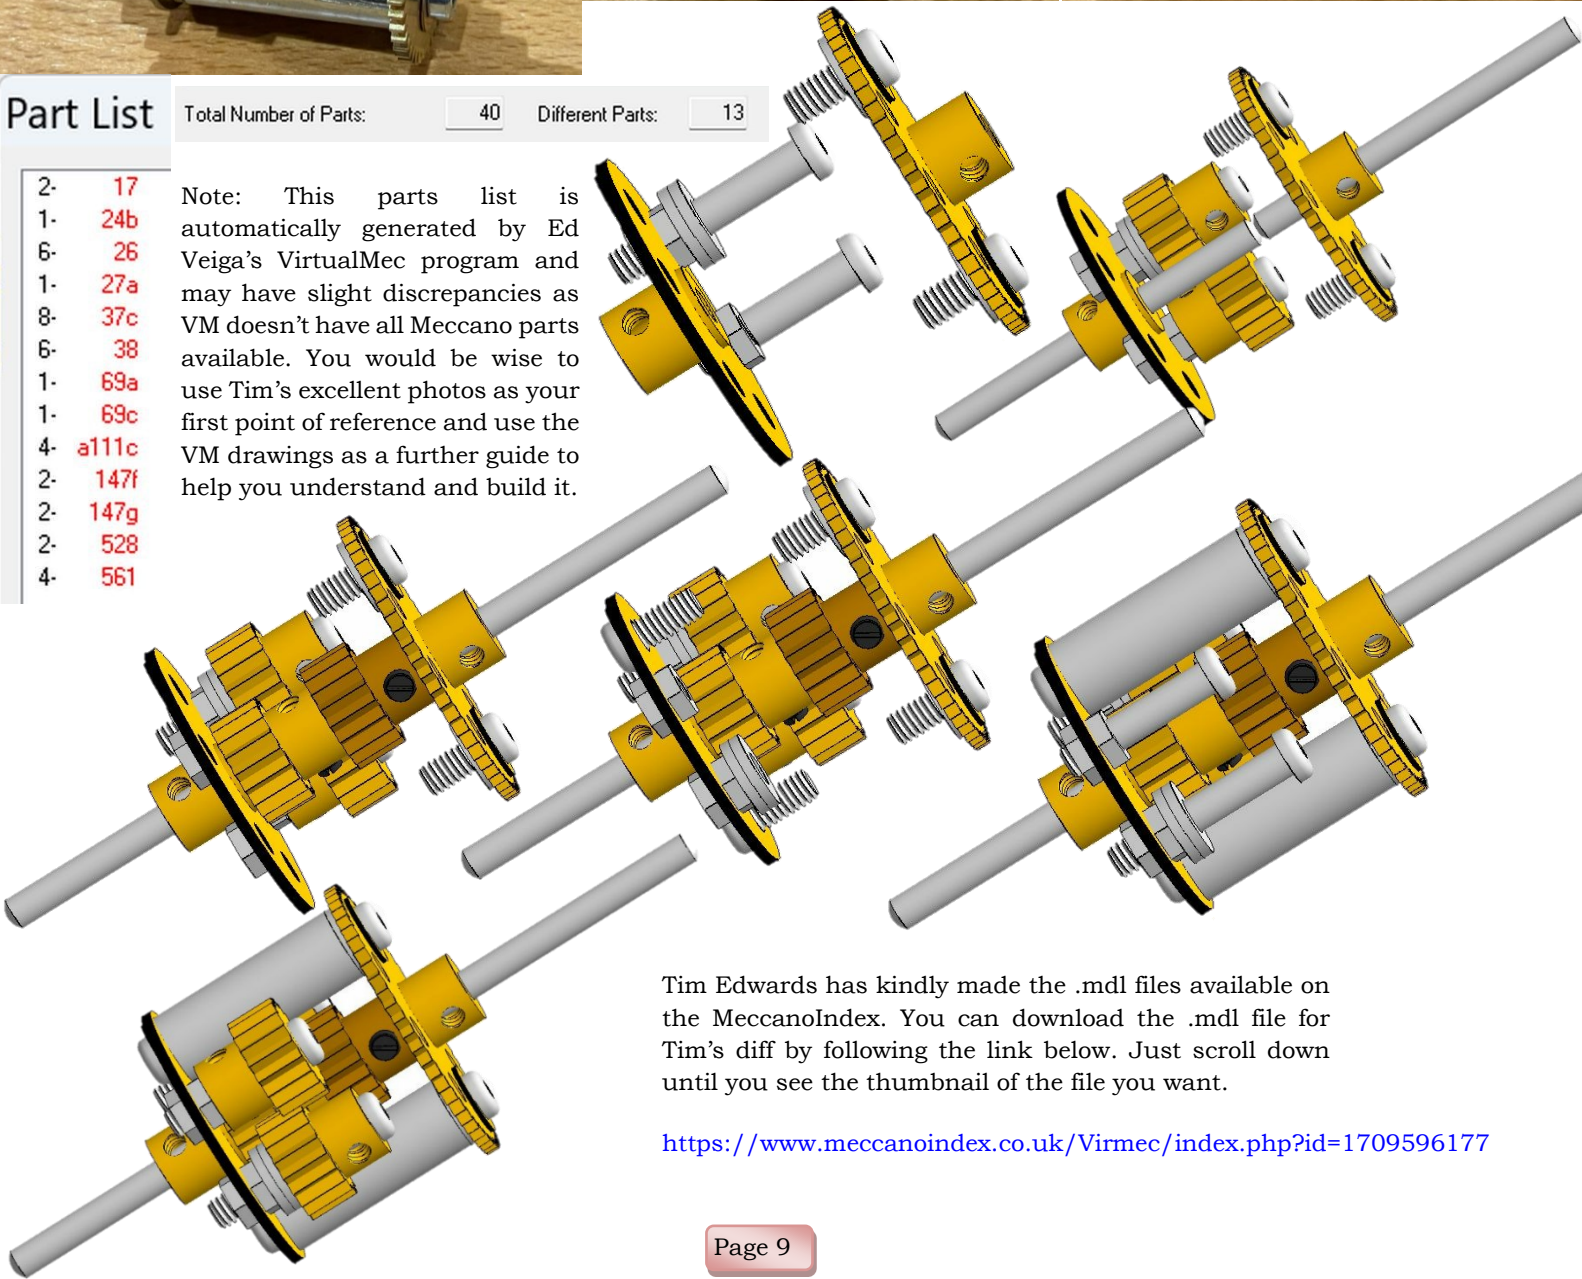 Part List
Total Number of Parts: 40 Different Parts: 13
2- 17
1- 24b
6- 26
1- 27a
8- 37c
6- 38
1- 69a
1- 69c
4- a111c
2- 147f
2- 147g
2- 528
4- 561
Note: This parts list is
automatically generated by Ed
Veiga’s VirtualMec program and
may have slight discrepancies as
VM doesn’t have all Meccano parts
available. You would be wise to
use Tim’s excellent photos as your
first point of reference and use the
VM drawings as a further guide to
help you understand and build it.
Tim Edwards has kindly made the .mdl files available on
the MeccanoIndex. You can download the .mdl file for
Tim’s diff by following the link below. Just scroll down
until you see the thumbnail of the file you want.
https://www.meccanoindex.co.uk/Virmec/index.php?id=1709596177
Page 9